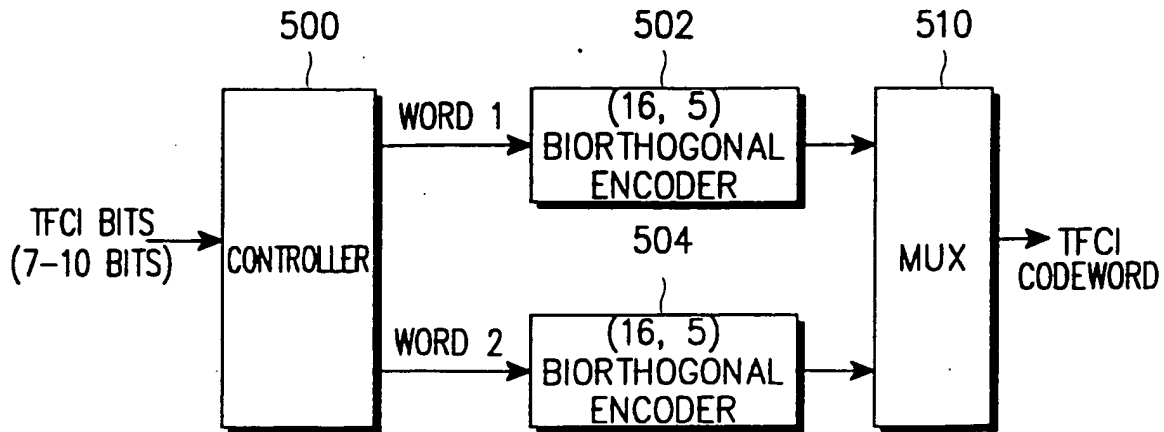 500
502
510
WORD 1
(16, 5)
BIORTHOGONAL
ENCODER
TFCI BITS
(7-10 BITS)
CONTROLLER
504
MUX
TFCI
CODEWORD
WORD 2
(16, 5)
BIORTHOGONAL
ENCODER